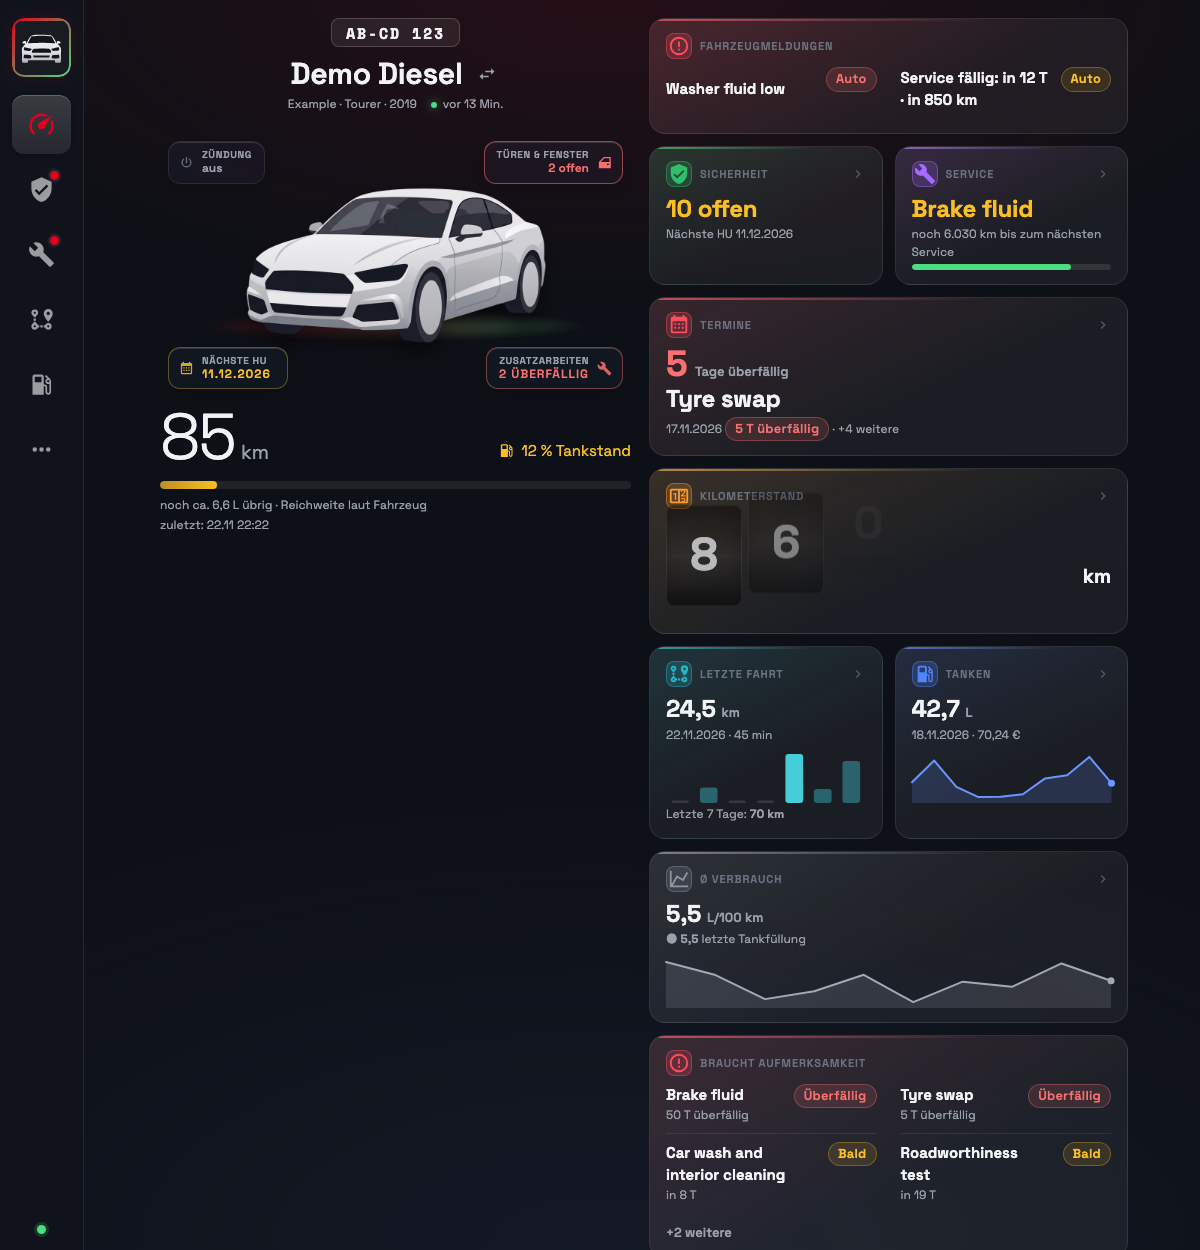 AB-CD 123
Demo Diesel
Example · Tourer · 2019
vor 13 Min.
ZÜNDUNG
aus
TÜREN & FENSTER
2 offen
NÄCHSTE HU
11.12.2026
ZUSATZARBEITEN
2 ÜBERFÄLLIG
85 km
12 % Tankstand
noch ca. 6,6 L übrig · Reichweite laut Fahrzeug
zuletzt: 22.11 22:22
FAHRZEUGMELDUNGEN
Washer fluid low
Auto
Service fällig: in 12 T
· in 850 km
Auto
SICHERHEIT
10 offen
Nächste HU 11.12.2026
SERVICE
Brake fluid
noch 6.030 km bis zum nächsten
Service
TERMINE
5 Tage überfällig
Tyre swap
17.11.2026 5 T überfällig · +4 weitere
KILOMETERSTAND
8 6 0
km
LETZTE FAHRT
24,5 km
22.11.2026 · 45 min
Letzte 7 Tage: 70 km
TANKEN
42,7 L
18.11.2026 · 70,24 €
Ø VERBRAUCH
5,5 L/100 km
5,5 letzte Tankfüllung
BRAUCHT AUFMERKSAMKEIT
Brake fluid
Überfällig
50 T überfällig
Tyre swap
Überfällig
5 T überfällig
Car wash and
interior cleaning
Bald
in 8 T
Roadworthiness
test
Bald
in 19 T
+2 weitere